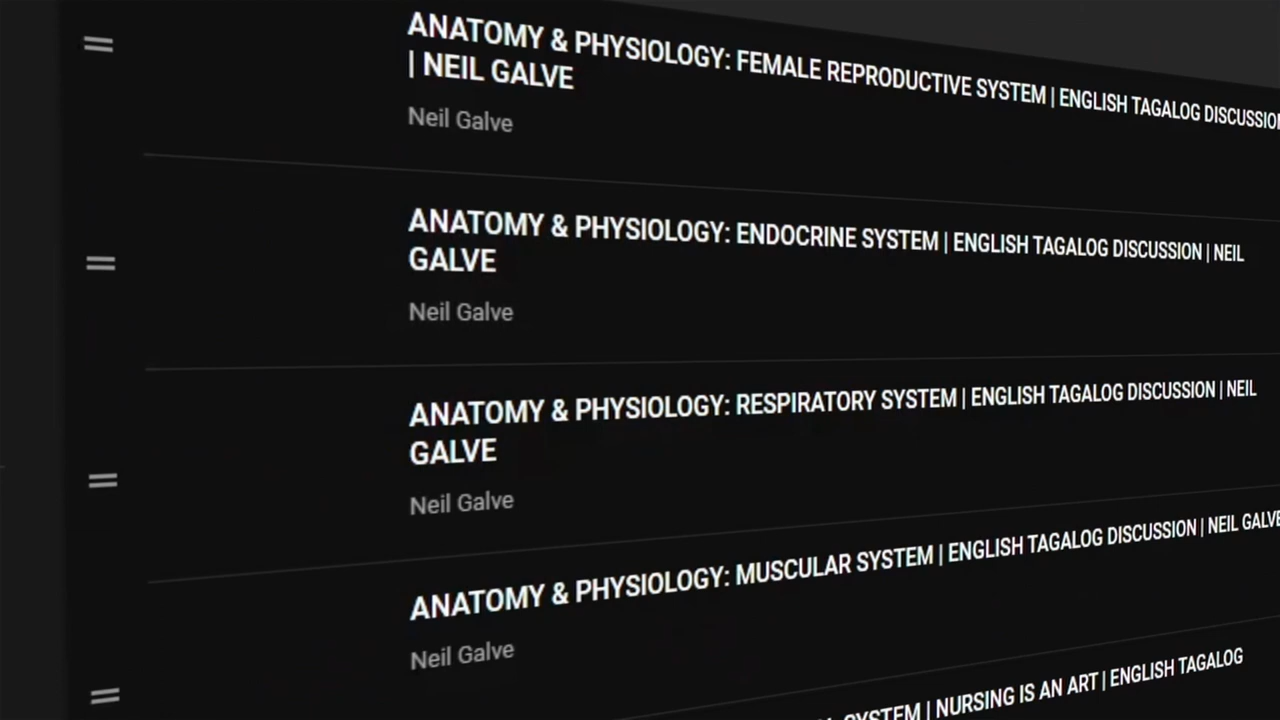 ANATOMY & PHYSIOLOGY: FEMALE REPRODUCTIVE SYSTEM | ENGLISH TAGALOG DISCUSSION
| NEIL GALVE
Neil Galve
ANATOMY & PHYSIOLOGY: ENDOCRINE SYSTEM | ENGLISH TAGALOG DISCUSSION | NEIL
GALVE
Neil Galve
ANATOMY & PHYSIOLOGY: RESPIRATORY SYSTEM | ENGLISH TAGALOG DISCUSSION | NEIL
GALVE
Neil Galve
ANATOMY & PHYSIOLOGY: MUSCULAR SYSTEM | ENGLISH TAGALOG DISCUSSION | NEIL GALVE
Neil Galve
SYSTEM | NURSING IS AN ART | ENGLISH TAGALOG